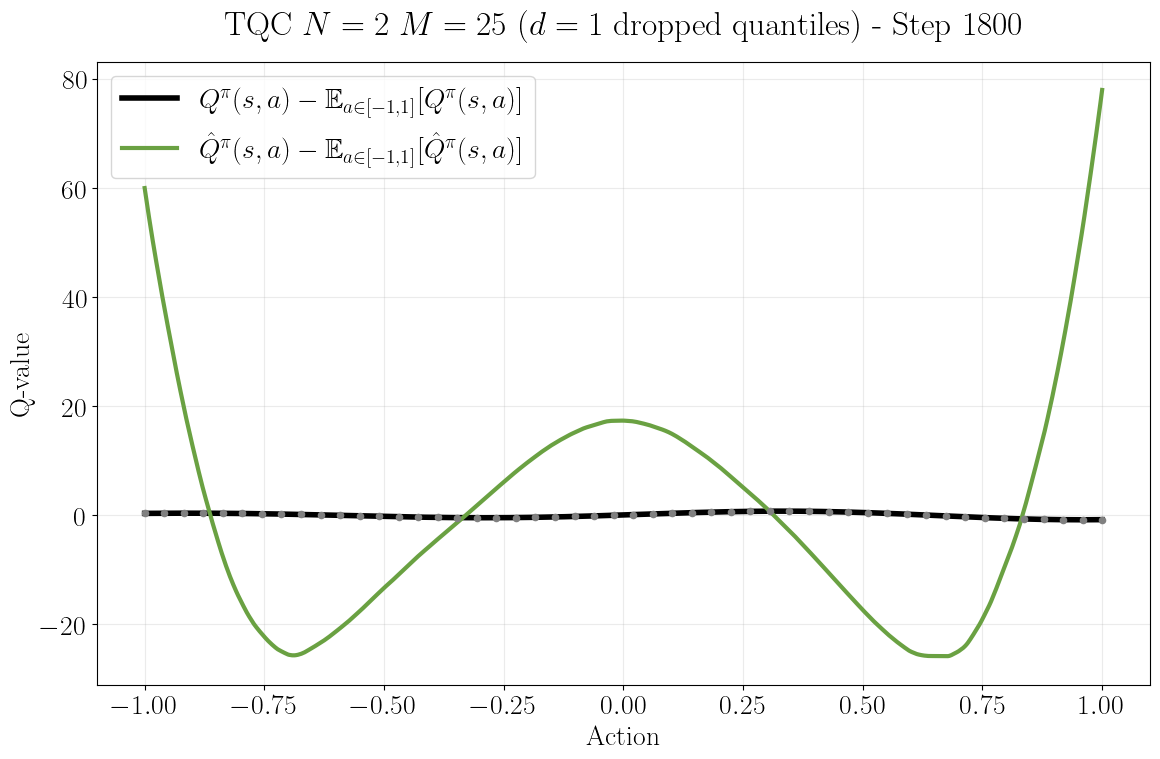 TQC N = 2 M = 25 (d = 1 dropped quantiles) - Step 1800
Q^π(s, a) − 𝔼_{a∈[−1,1]}[Q^π(s, a)]
Q̂^π(s, a) − 𝔼_{a∈[−1,1]}[Q̂^π(s, a)]
80
60
40
20
0
−20
Q-value
−1.00 −0.75 −0.50 −0.25 0.00 0.25 0.50 0.75 1.00
Action